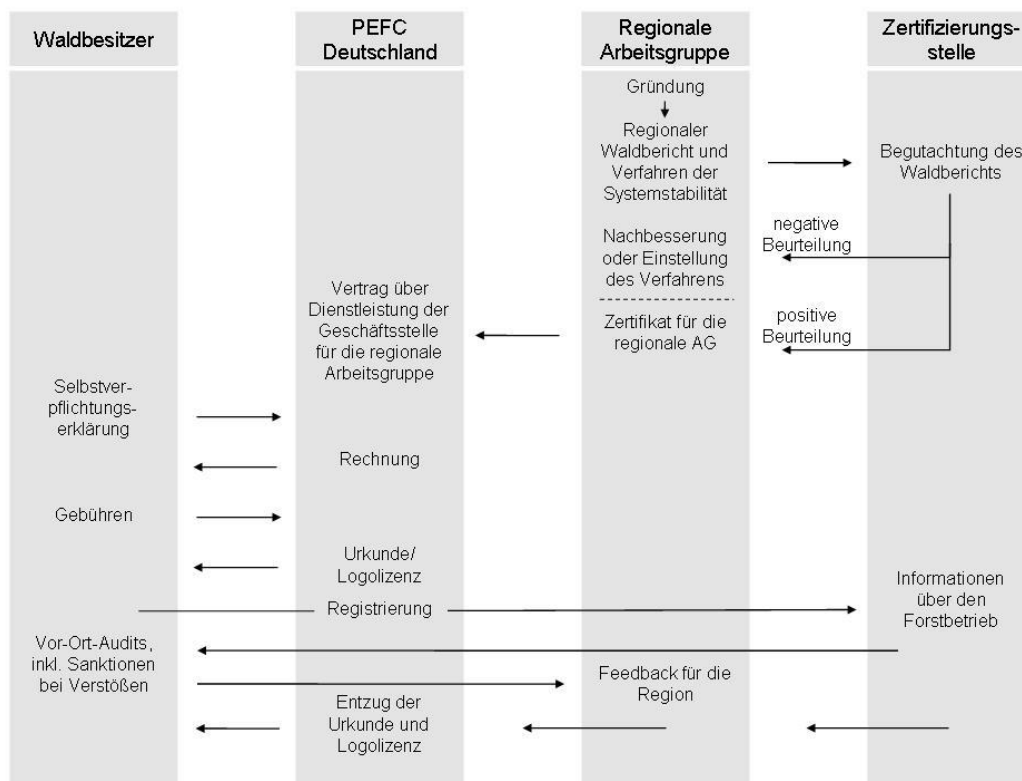 Waldbesitzer
PEFC
Deutschland
Regionale
Arbeitsgruppe
Zertifizierungs-
stelle
Gründung
Regionaler
Waldbericht und
Verfahren der
Systemstabilität
Begutachtung des
Waldberichts
negative
Beurteilung
Nachbesserung
oder Einstellung
des Verfahrens
positive
Beurteilung
Zertifikat für die
regionale AG
Vertrag über
Dienstleistung der
Geschäftsstelle
für die regionale
Arbeitsgruppe
Selbstver-
pflichtungs-
erklärung
Rechnung
Gebühren
Urkunde/
Logolizenz
Registrierung
Informationen
über den
Forstbetrieb
Vor-Ort-Audits,
inkl. Sanktionen
bei Verstößen
Feedback für die
Region
Entzug der
Urkunde und
Logolizenz